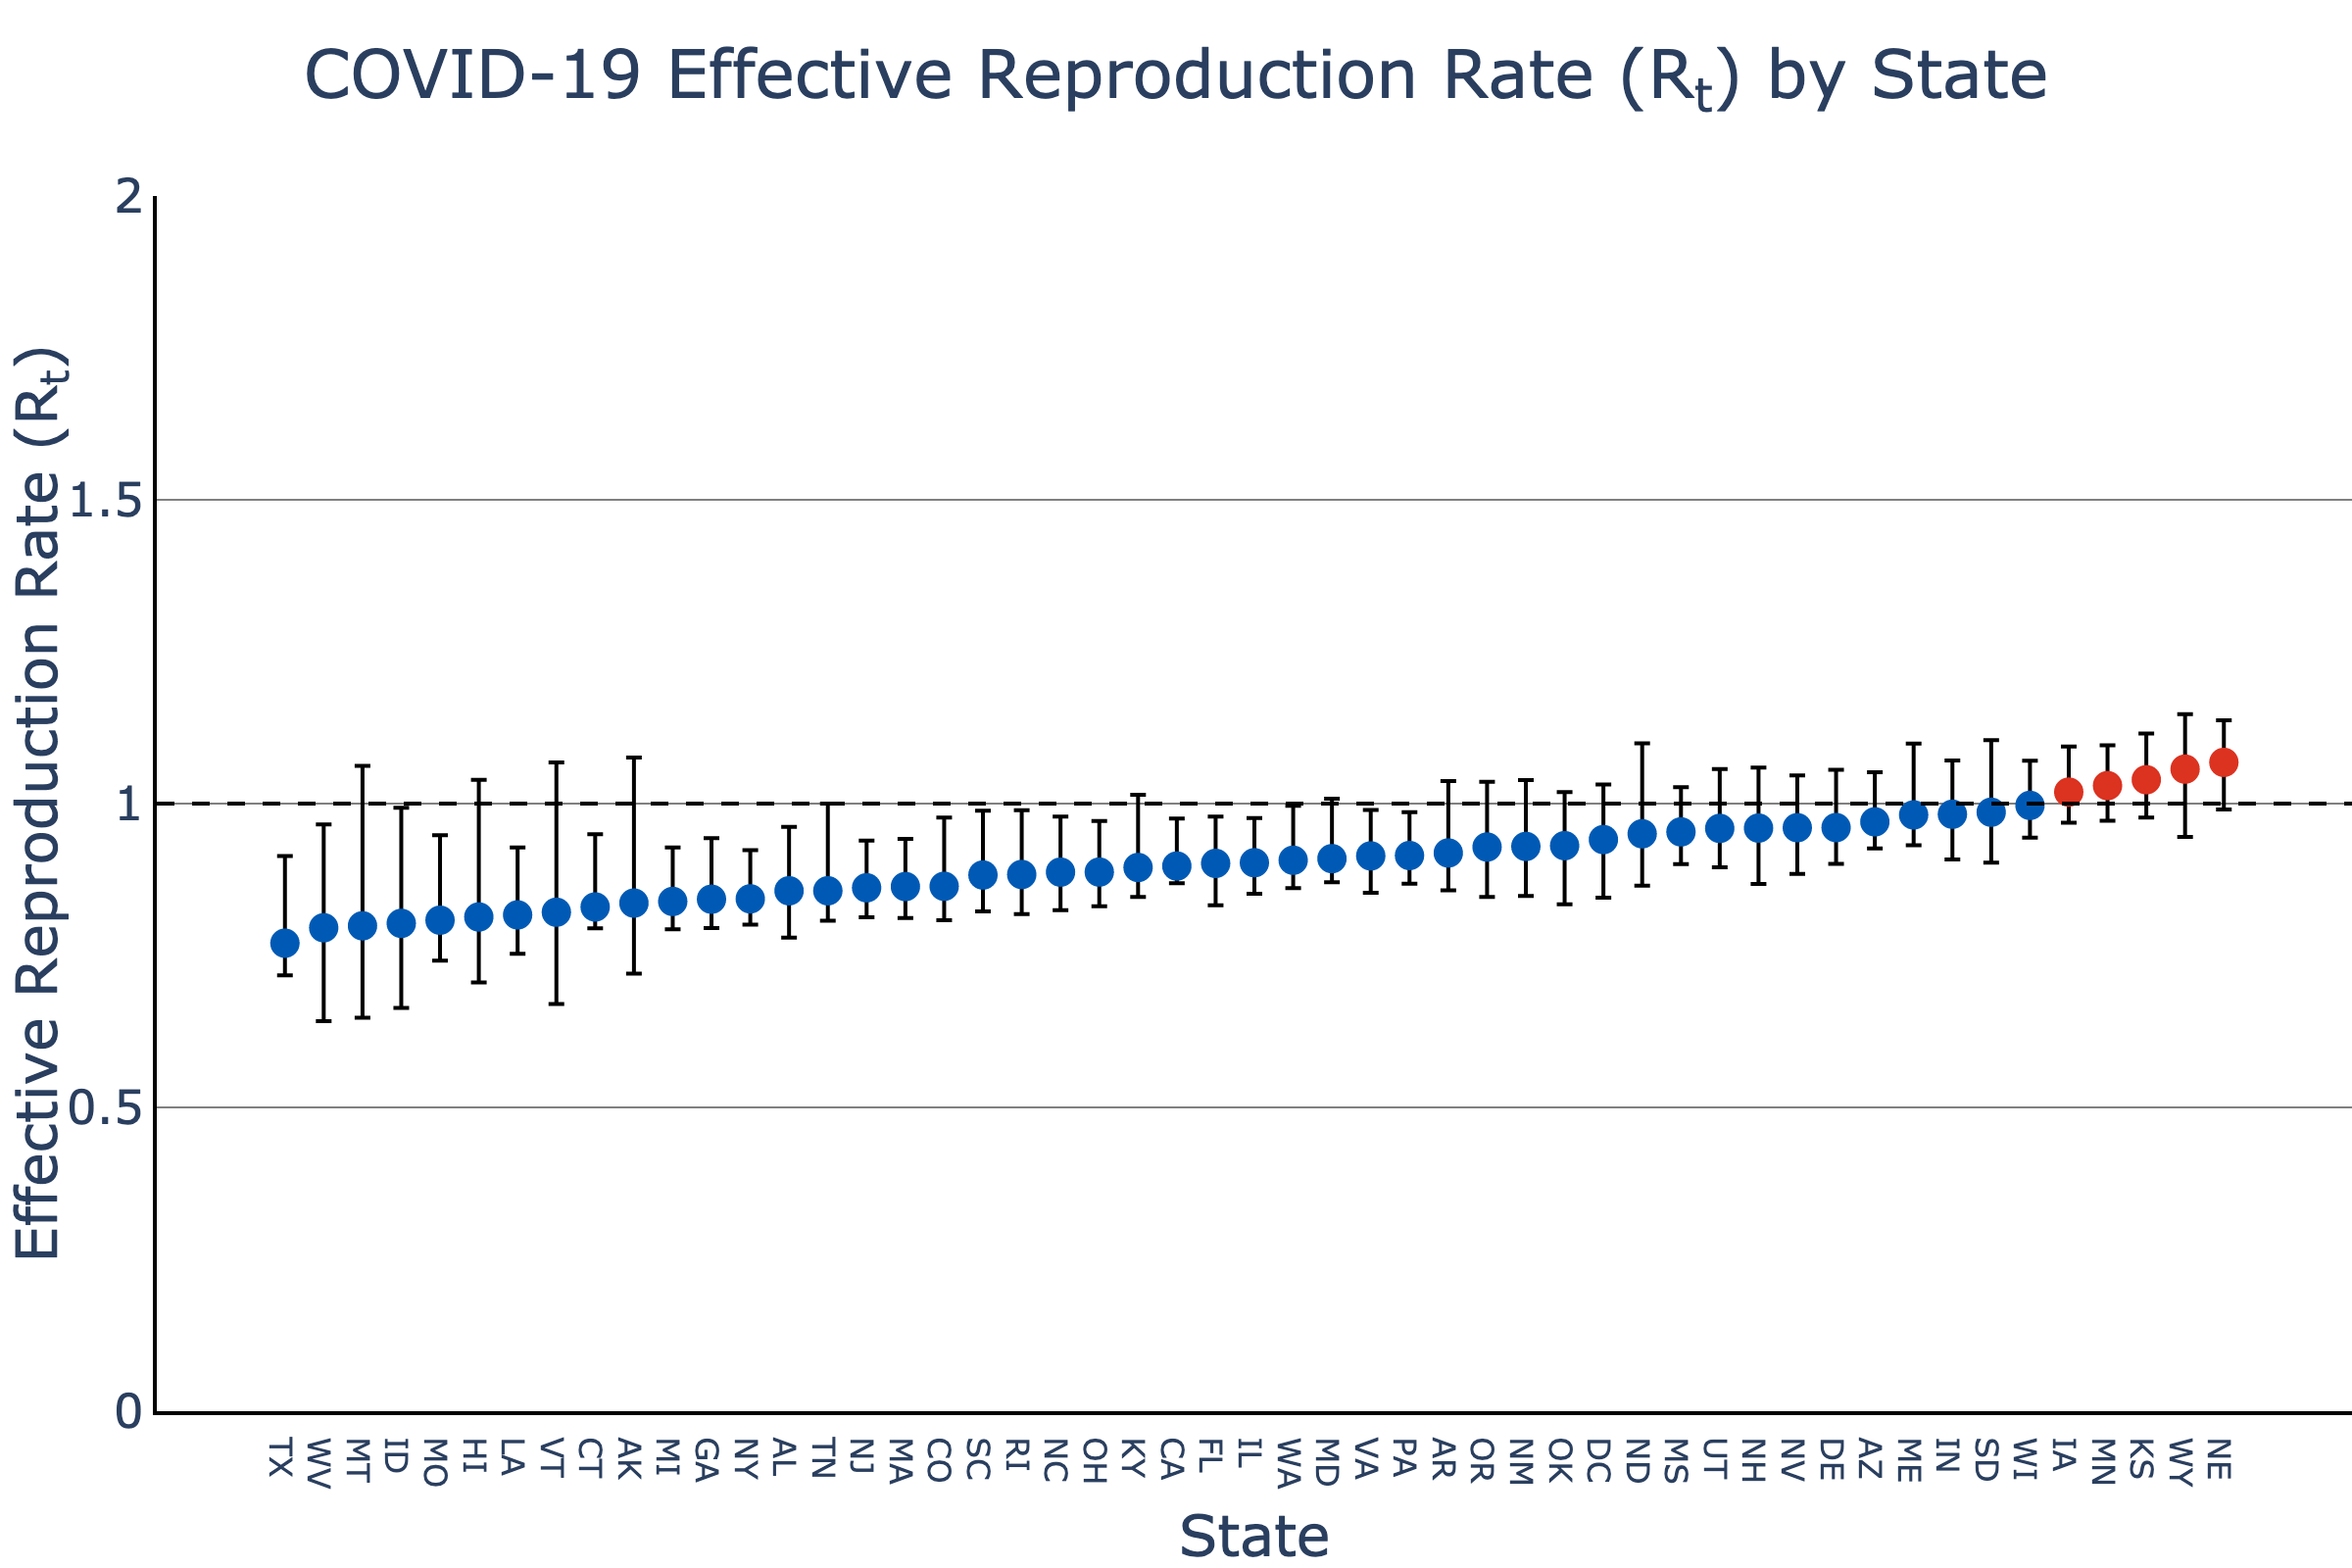 COVID-19 Effective Reproduction Rate (Rt) by State
Effective Reproduction Rate (Rt)
2
1.5
1
0.5
0
TX WV MT ID MO HI LA VT CT AK MI GA NY AL TN NJ MA CO SC RI NC OH KY CA FL IL WA MD VA PA AR OR NM OK DC ND MS UT NH NV DE AZ ME IN SD WI IA MN KS WY NE
State